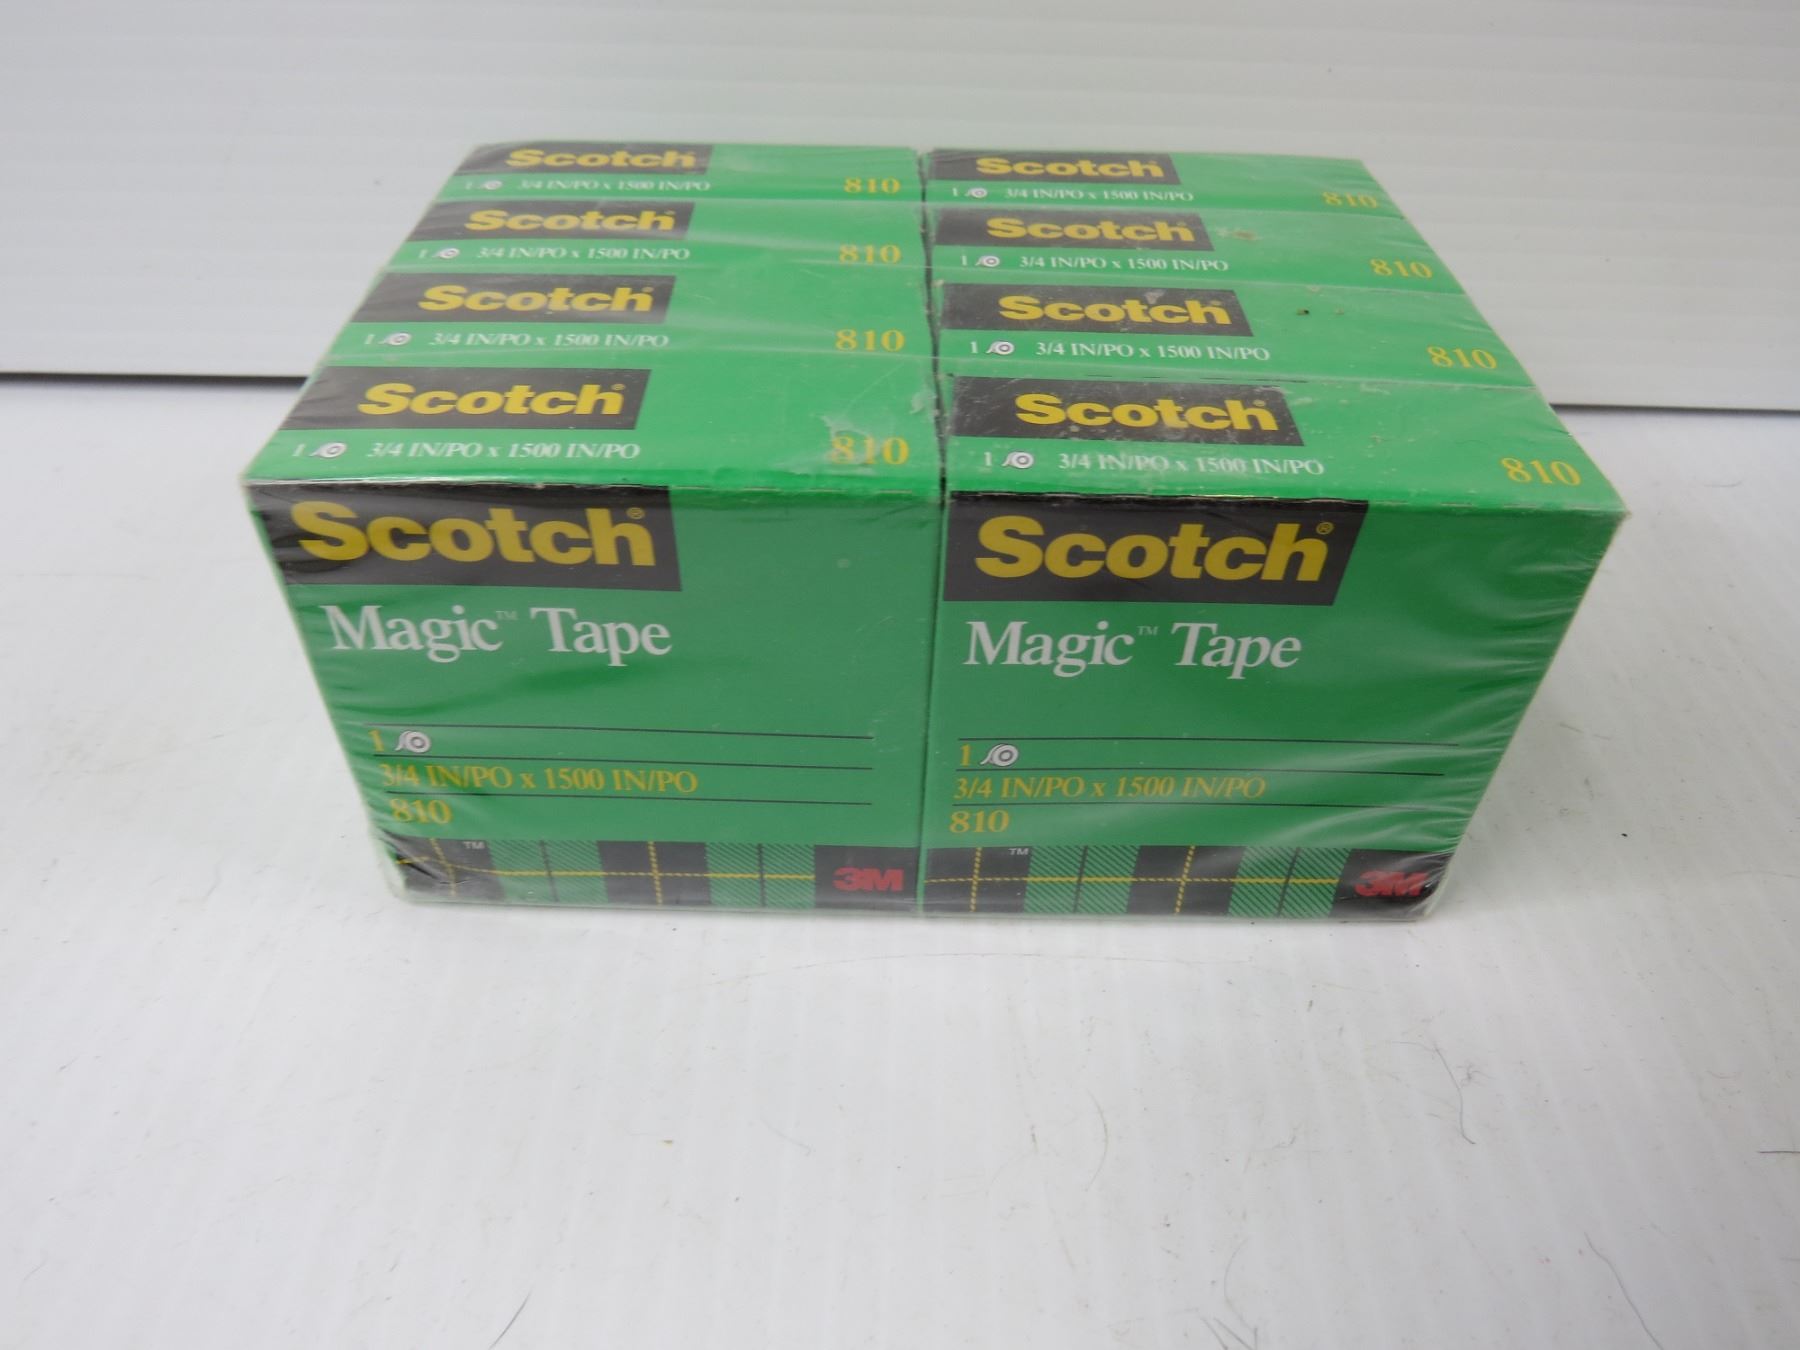 Scotch
1 3/4 IN/PO x 1500 IN/PO 810
Scotch
1 3/4 IN/PO x 1500 IN/PO 810
Scotch
1 3/4 IN/PO x 1500 IN/PO 810
Scotch®
1 3/4 IN/PO x 1500 IN/PO 810
Scotch
1 3/4 IN/PO x 1500 IN/PO 810
Scotch
1 3/4 IN/PO x 1500 IN/PO 810
Scotch
1 3/4 IN/PO x 1500 IN/PO 810
Scotch®
1 3/4 IN/PO x 1500 IN/PO 810
Scotch®
Magic™ Tape
1
3/4 IN/PO x 1500 IN/PO
810
™
3M
Scotch®
Magic™ Tape
1
3/4 IN/PO x 1500 IN/PO
810
™
3M